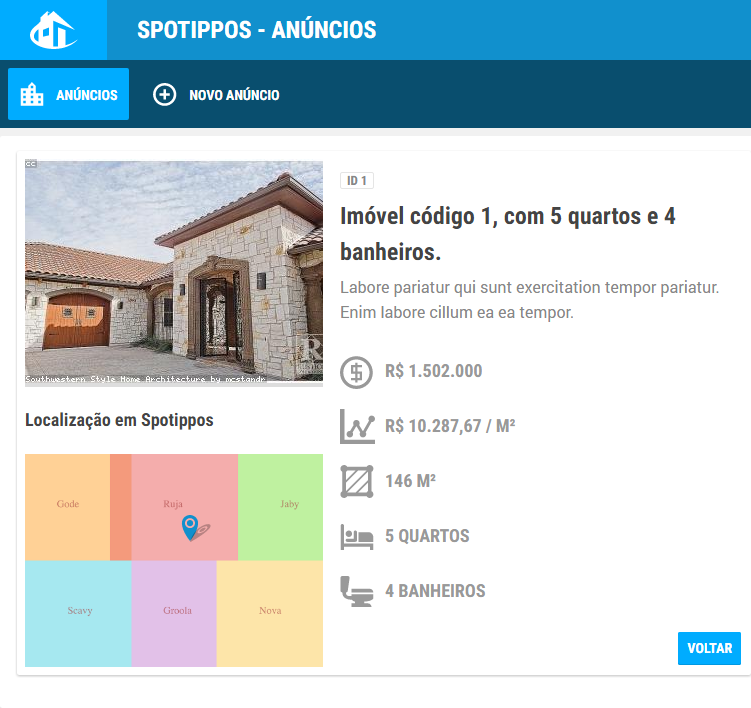 SPOTIPPOS - ANÚNCIOS
ANÚNCIOS
NOVO ANÚNCIO
cc
Southwestern Style Home Architecture by mcstandr
ID 1
Imóvel código 1, com 5 quartos e 4
banheiros.
Labore pariatur qui sunt exercitation tempor pariatur.
Enim labore cillum ea ea tempor.
R$ 1.502.000
R$ 10.287,67 / M²
146 M²
5 QUARTOS
4 BANHEIROS
Localização em Spotippos
Gode
Ruja
Jaby
Scavy
Groola
Nova
VOLTAR